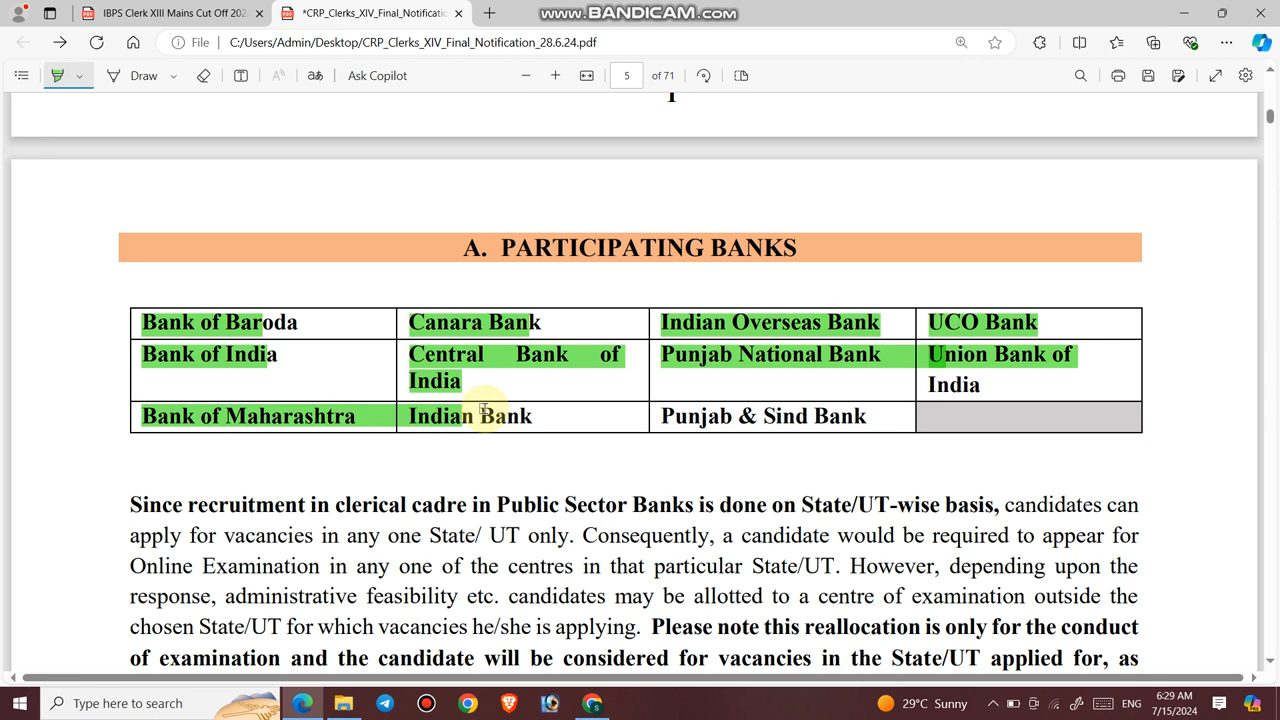 IBPS Clerk XIII Mains Cut Off 202
*CRP_Clerks_XIV_Final_Notificatio
www.BANDICAM.com
File
C:/Users/Admin/Desktop/CRP_Clerks_XIV_Final_Notification_28.6.24.pdf
Draw
Ask Copilot
5
of 71
A. PARTICIPATING BANKS
Bank of Baroda Canara Bank Indian Overseas Bank UCO Bank
Bank of India Central Bank of Punjab National Bank Union Bank of
India India
Bank of Maharashtra Indian Bank Punjab & Sind Bank
Since recruitment in clerical cadre in Public Sector Banks is done on State/UT-wise basis, candidates can
apply for vacancies in any one State/ UT only. Consequently, a candidate would be required to appear for
Online Examination in any one of the centres in that particular State/UT. However, depending upon the
response, administrative feasibility etc. candidates may be allotted to a centre of examination outside the
chosen State/UT for which vacancies he/she is applying. Please note this reallocation is only for the conduct
of examination and the candidate will be considered for vacancies in the State/UT applied for, as
Type here to search
29°C Sunny
ENG
6:29 AM
7/15/2024